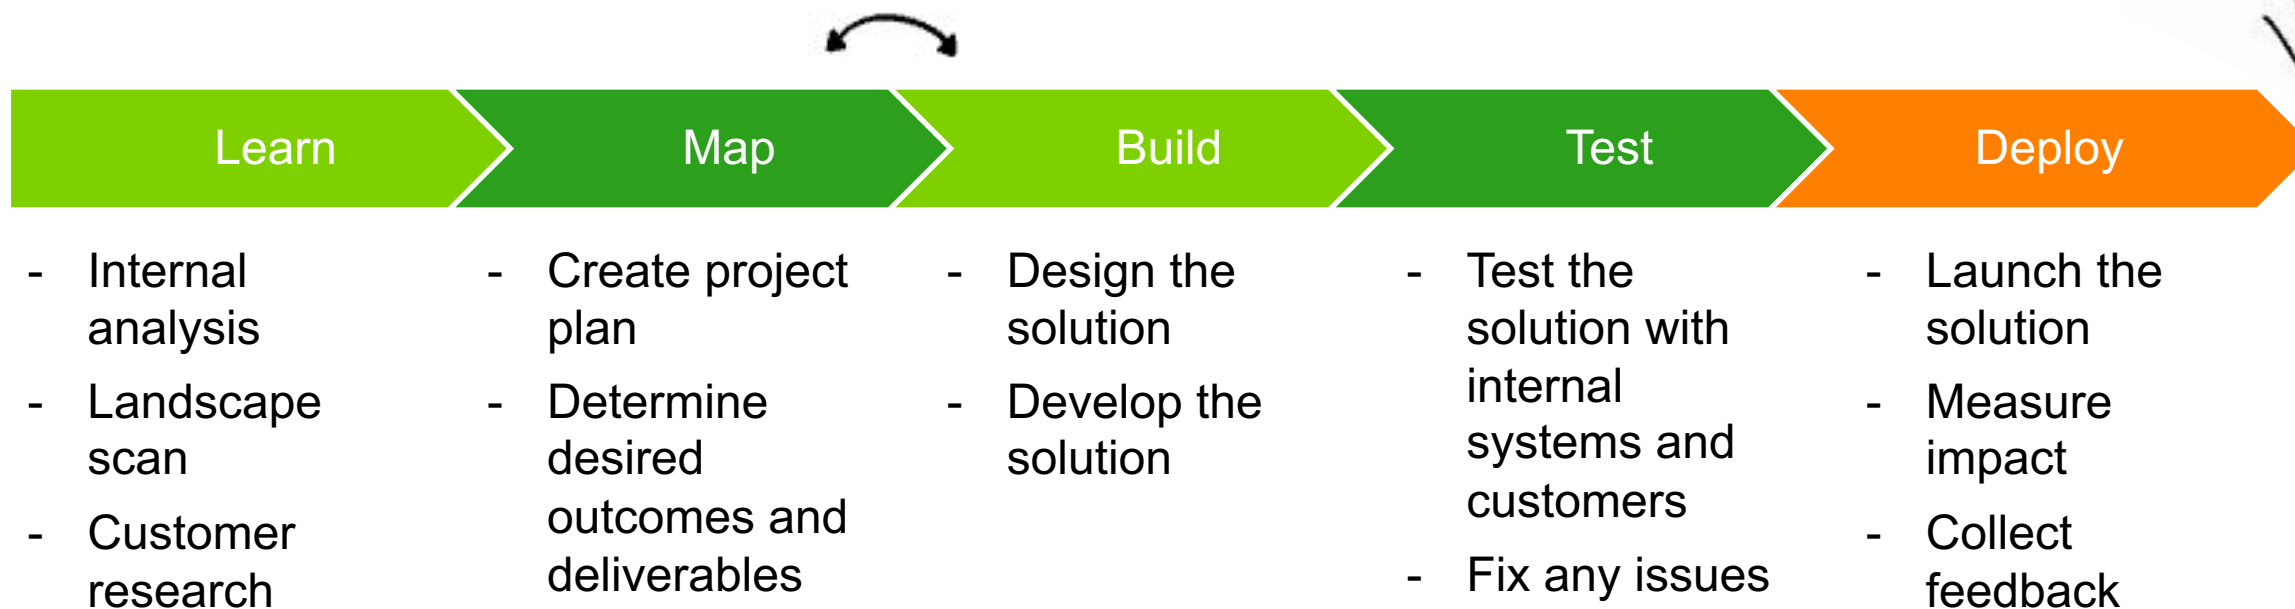 Learn
Map
Build
Test
Deploy
- Internal
analysis
- Landscape
scan
- Customer
research
- Create project
plan
- Determine
desired
outcomes and
deliverables
- Design the
solution
- Develop the
solution
- Test the
solution with
internal
systems and
customers
- Fix any issues
- Launch the
solution
- Measure
impact
- Collect
feedback